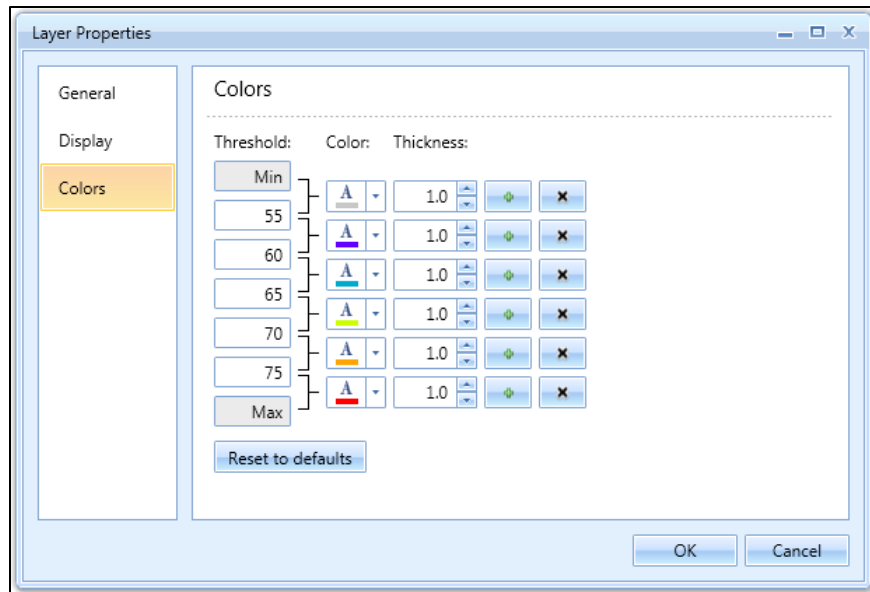 Layer Properties
General
Display
Colors
Colors
Threshold: Color: Thickness:
Min
A 1.0
55
A 1.0
60
A 1.0
65
A 1.0
70
A 1.0
75
A 1.0
Max
Reset to defaults
OK Cancel